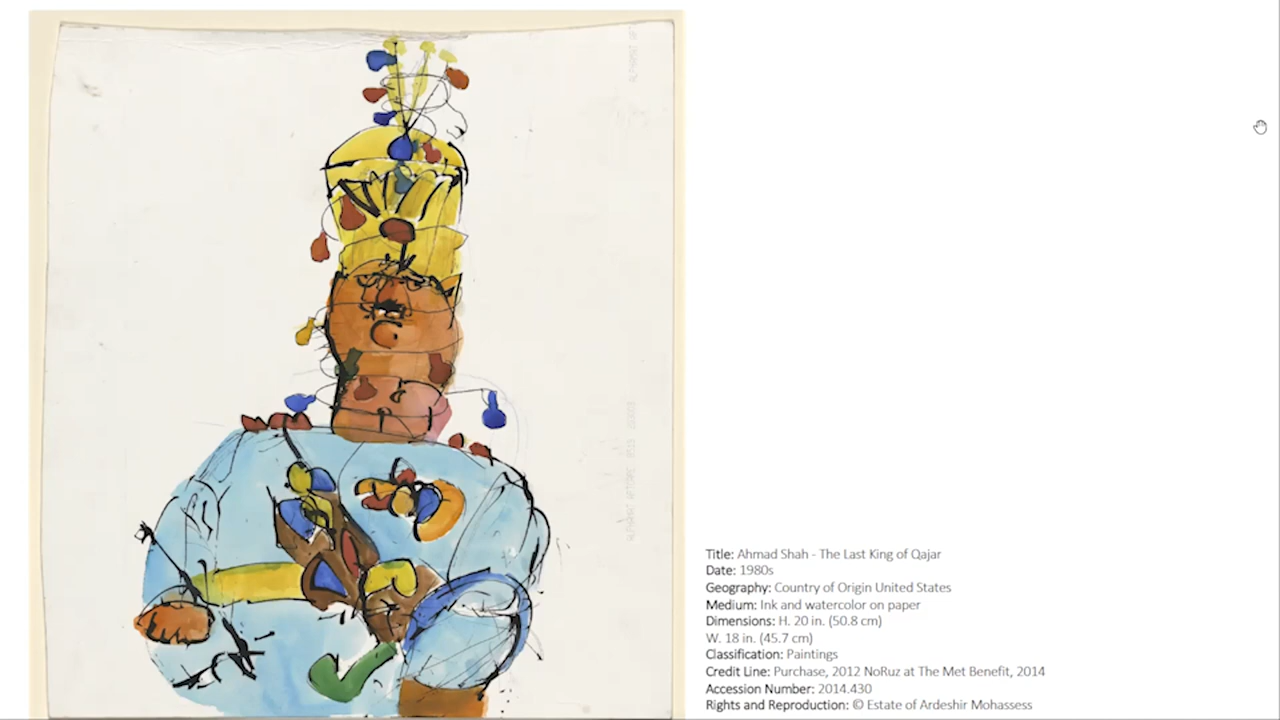 Title: Ahmad Shah - The Last King of Qajar
Date: 1980s
Geography: Country of Origin United States
Medium: Ink and watercolor on paper
Dimensions: H. 20 in. (50.8 cm)
W. 18 in. (45.7 cm)
Classification: Paintings
Credit Line: Purchase, 2012 NoRuz at The Met Benefit, 2014
Accession Number: 2014.430
Rights and Reproduction: © Estate of Ardeshir Mohassess